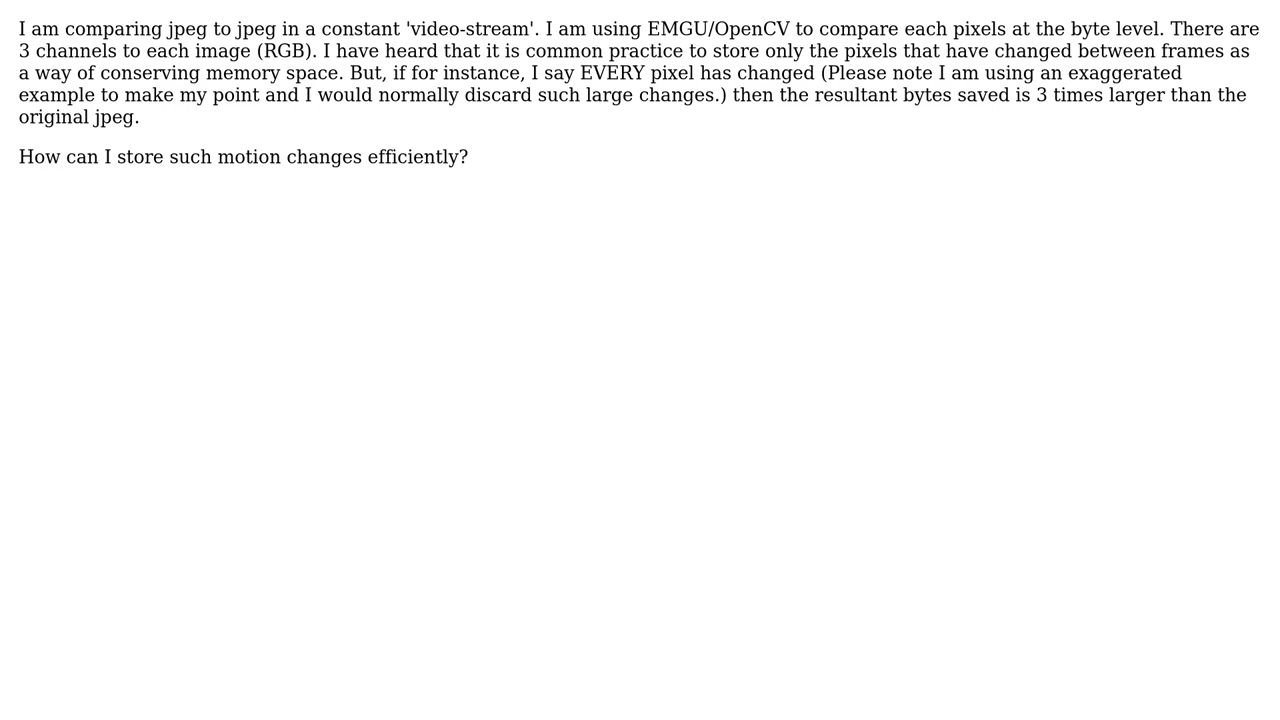 I am comparing jpeg to jpeg in a constant 'video-stream'. I am using EMGU/OpenCV to compare each pixels at the byte level. There are
3 channels to each image (RGB). I have heard that it is common practice to store only the pixels that have changed between frames as
a way of conserving memory space. But, if for instance, I say EVERY pixel has changed (Please note I am using an exaggerated
example to make my point and I would normally discard such large changes.) then the resultant bytes saved is 3 times larger than the
original jpeg.
How can I store such motion changes efficiently?